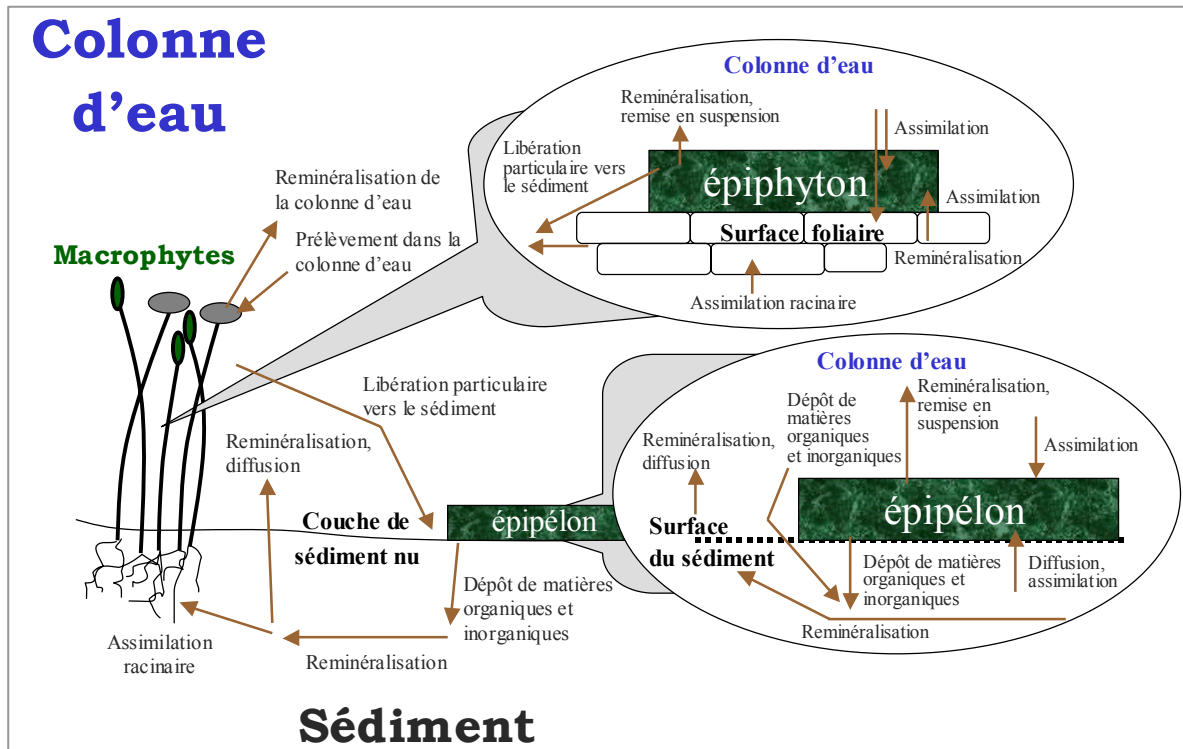 Colonne
d'eau
Reminéralisation de
la colonne d'eau
Prélèvement dans la
colonne d'eau
Macrophytes
Libération particulaire
vers le sédiment
Reminéralisation,
diffusion
Couche de
sédiment nu
épipélon
Dépôt de matières
organiques et
inorganiques
Assimilation
racinaire
Reminéralisation
Sédiment
Colonne d'eau
Reminéralisation,
remise en suspension
Assimilation
Libération
particulaire vers
le sédiment
épiphyton
Assimilation
Surface foliaire
Reminéralisation
Assimilation racinaire
Colonne d'eau
Dépôt de
matières
organiques
et inorganiques
Reminéralisation,
remise en
suspension
Reminéralisation,
diffusion
Assimilation
épipélon
Surface
du sédiment
Dépôt de matières
organiques et
inorganiques
Diffusion,
assimilation
Reminéralisation